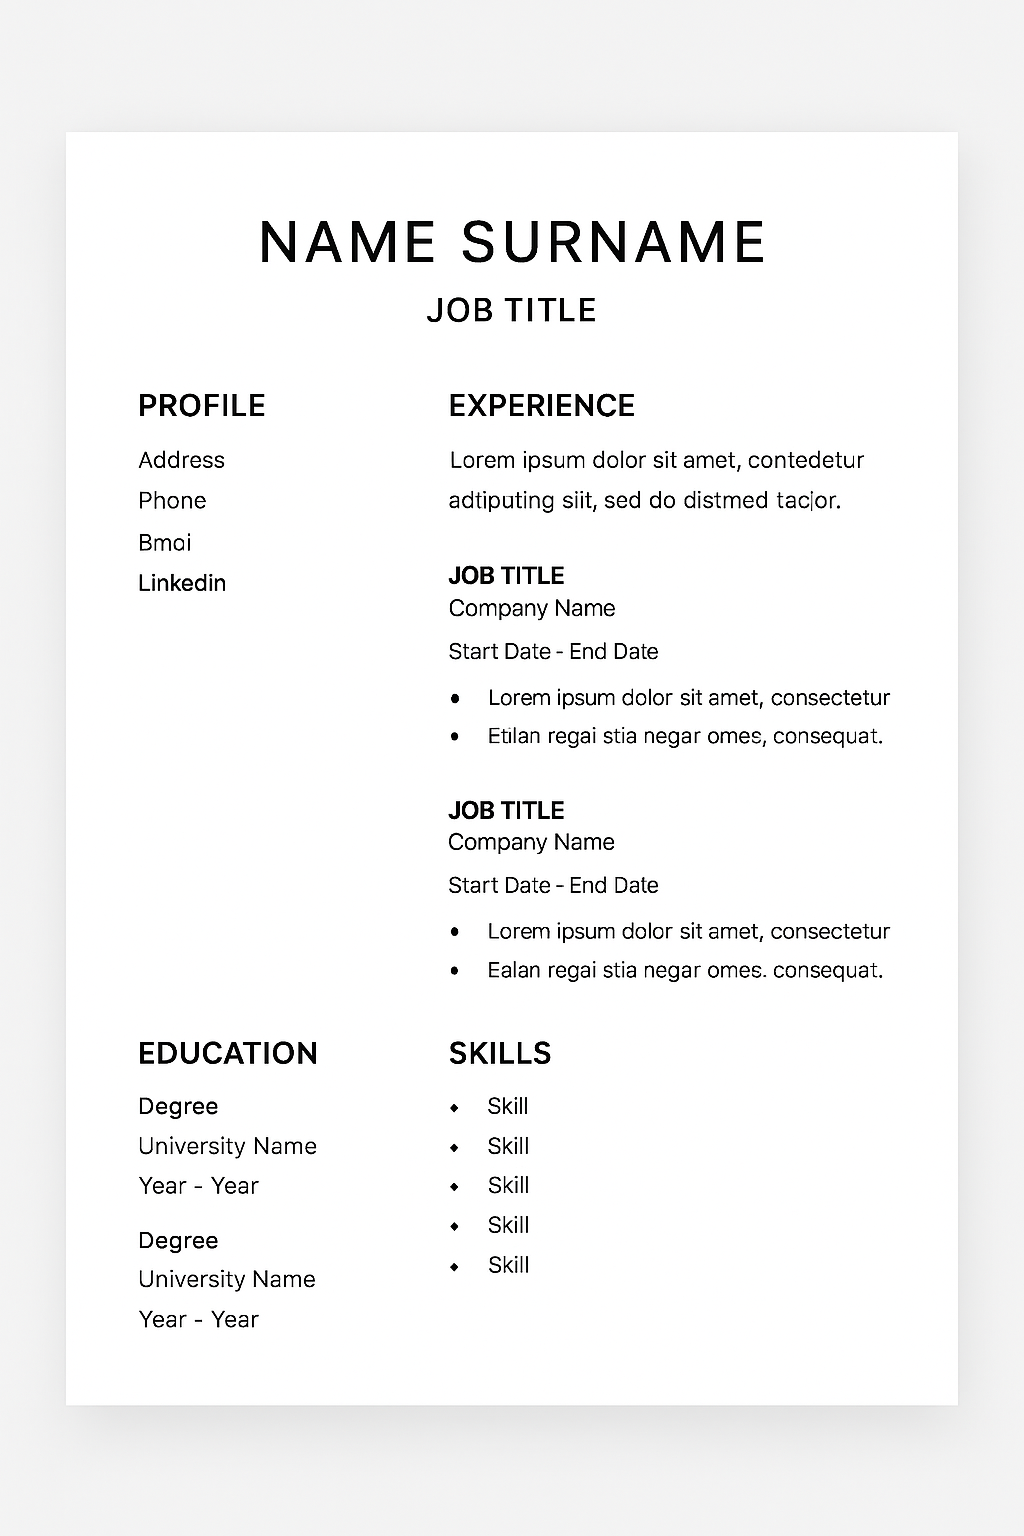 NAME SURNAME
JOB TITLE
PROFILE
Address
Phone
Bmai
Linkedin
EXPERIENCE
Lorem ipsum dolor sit amet, contedetur
adtiputing siit, sed do distmed tacior.
JOB TITLE
Company Name
Start Date - End Date
• Lorem ipsum dolor sit amet, consectetur
• Etilan regai stia negar omes, consequat.
JOB TITLE
Company Name
Start Date - End Date
• Lorem ipsum dolor sit amet, consectetur
• Ealan regai stia negar omes. consequat.
EDUCATION
Degree
University Name
Year - Year
Degree
University Name
Year - Year
SKILLS
• Skill
• Skill
• Skill
• Skill
• Skill